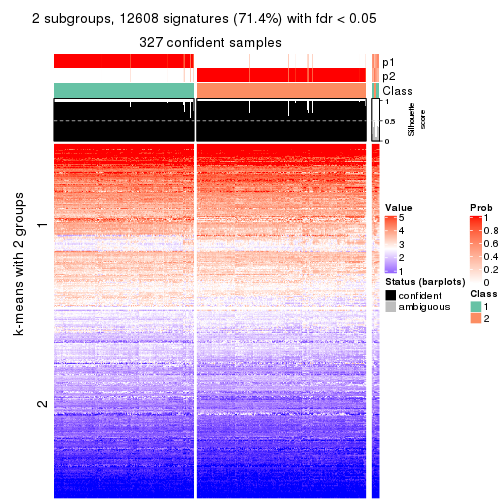 2 subgroups, 12608 signatures (71.4%) with fdr < 0.05
327 confident samples
p1
p2
Class
1
0.5
0
Silhouette
score
k-means with 2 groups
1
2
Value
5
4
3
2
1
Status (barplots)
confident
ambiguous
Prob
1
0.8
0.6
0.4
0.2
0
Class
1
2